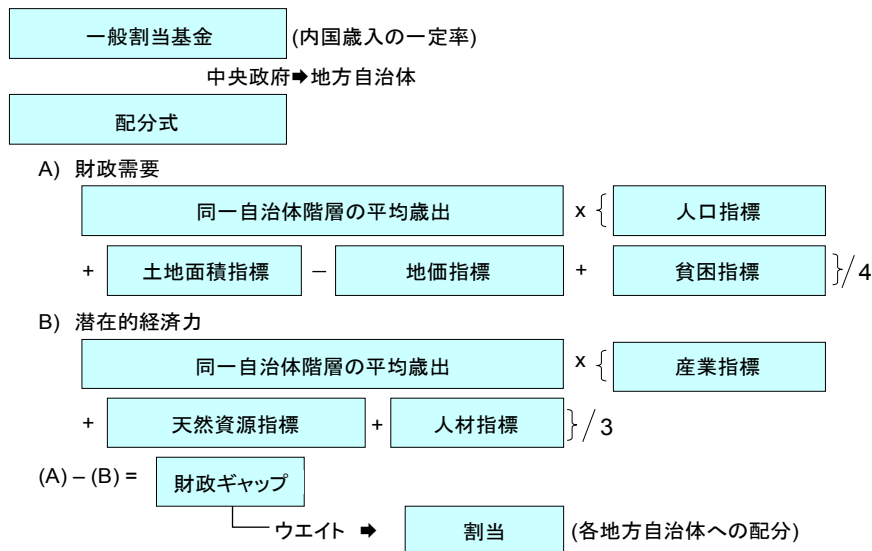 一般割当基金 (内国歳入の一定率)
中央政府➡地方自治体
配分式
A) 財政需要
同一自治体階層の平均歳出 x { 人口指標
+ 土地面積指標 – 地価指標 + 貧困指標 }/4
B) 潜在的経済力
同一自治体階層の平均歳出 x { 産業指標
+ 天然資源指標 + 人材指標 }/3
(A) – (B) = 財政ギャップ
ウエイト ➡ 割当 (各地方自治体への配分)